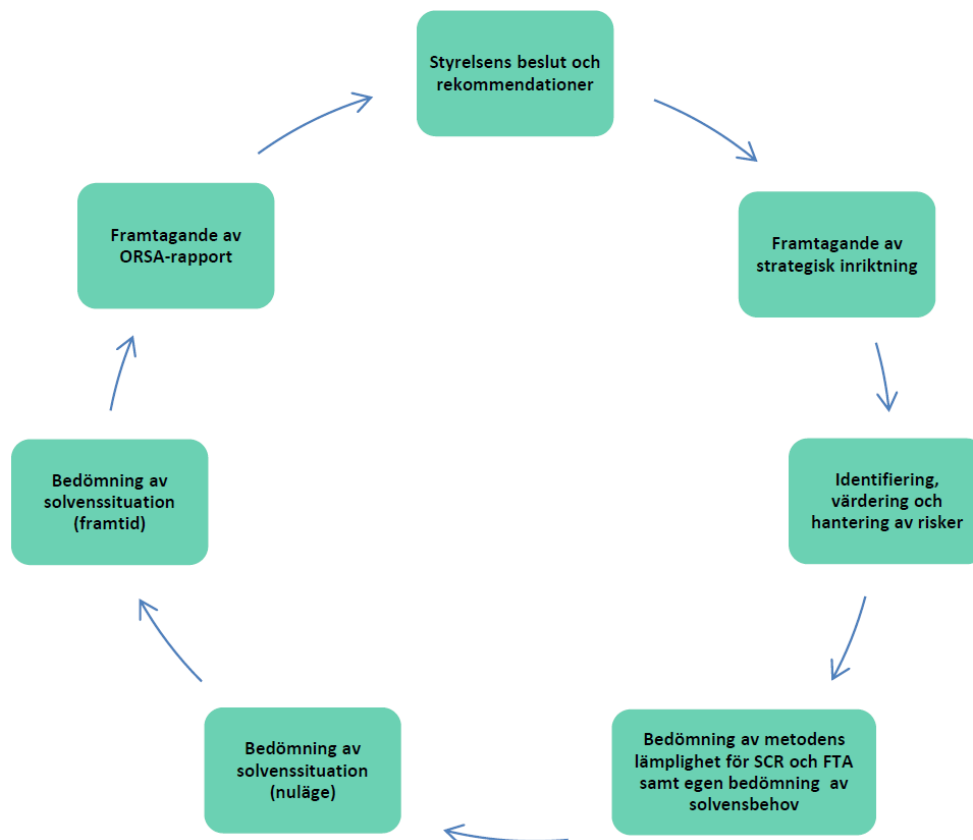 Styrelsens beslut och
rekommendationer
Framtagande av
strategisk inriktning
Identifiering,
värdering och
hantering av risker
Bedömning av metodens
lämplighet för SCR och FTA
samt egen bedömning av
solvensbehov
Bedömning av
solvenssituation
(nuläge)
Bedömning av
solvenssituation
(framtid)
Framtagande av
ORSA-rapport